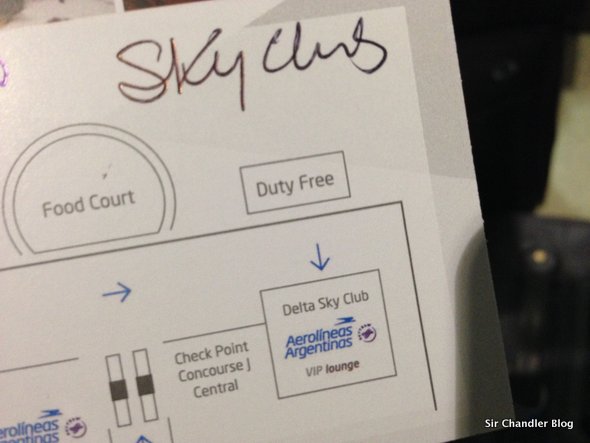 Sky Club
Food Court
Duty Free
Delta Sky Club
Aerolíneas
Argentinas
VIP lounge
Check Point
Concourse J
Central
Aerolíneas
Argentinas
Sir Chandler Blog